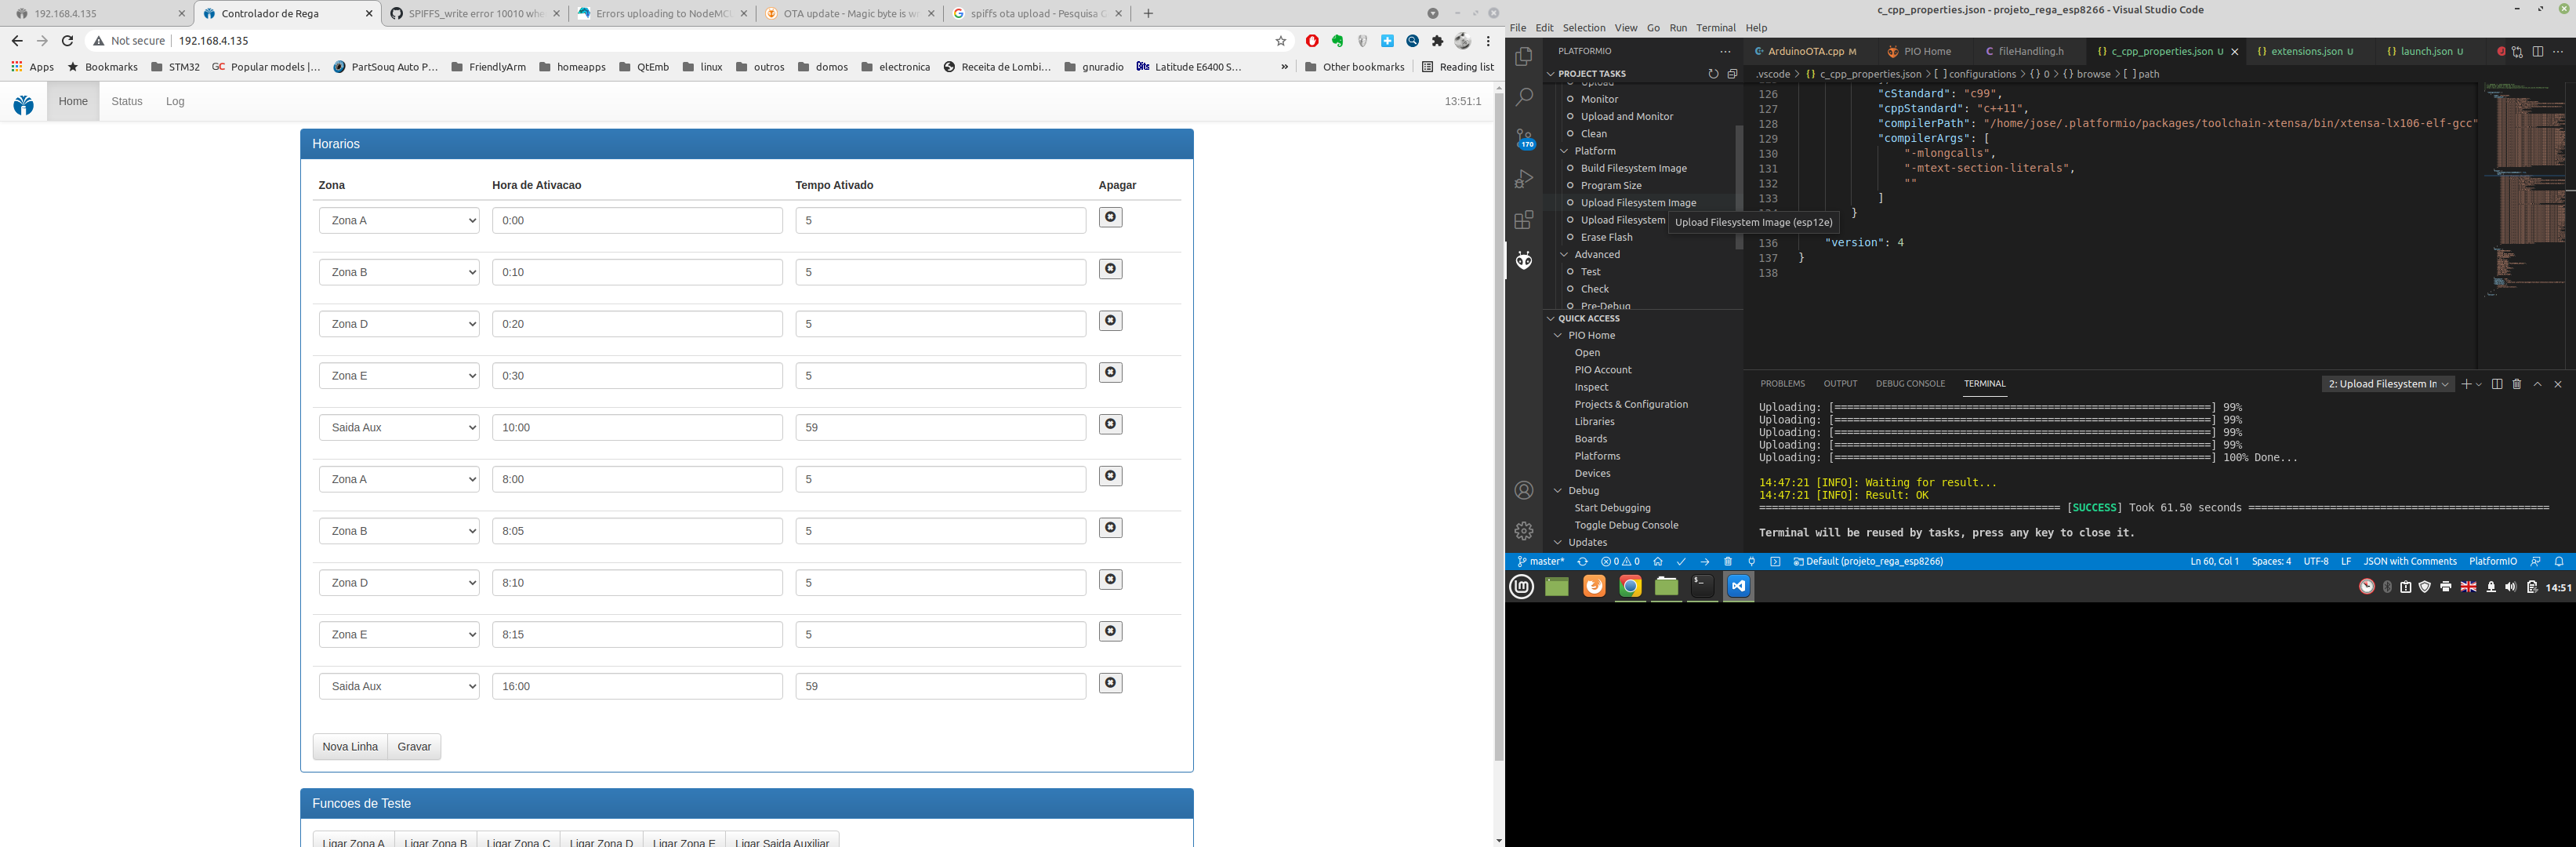 192.168.4.135
Controlador de Rega
SPIFFS_write error 10010 whe
Errors uploading to NodeMC
OTA update - Magic byte is w
spiffs ota upload - Pesquisa G
Not secure 192.168.4.135
Apps Bookmarks STM32 Popular models |… PartSouq Auto P… FriendlyArm homeapps QtEmb linux outros domos electronica Receita de Lombi… gnuradio Latitude E6400 S… » Other bookmarks Reading list
Home Status Log 13:51:1
Horarios
Zona Hora de Ativacao Tempo Ativado Apagar
Zona A 0:00 5
Zona B 0:10 5
Zona D 0:20 5
Zona E 0:30 5
Saida Aux 10:00 59
Zona A 8:00 5
Zona B 8:05 5
Zona D 8:10 5
Zona E 8:15 5
Saida Aux 16:00 59
Nova Linha Gravar
Funcoes de Teste
Ligar Zona A Ligar Zona B Ligar Zona C Ligar Zona D Ligar Zona E Ligar Saida Auxiliar
c_cpp_properties.json - projeto_rega_esp8266 - Visual Studio Code
File Edit Selection View Go Run Terminal Help
PLATFORMIO
PROJECT TASKS
Upload
Monitor
Upload and Monitor
Clean
Platform
Build Filesystem Image
Program Size
Upload Filesystem Image
Upload Filesystem
Upload Filesystem Image (esp12e)
Erase Flash
Advanced
Test
Check
Pre-Debug
QUICK ACCESS
PIO Home
Open
PIO Account
Inspect
Projects & Configuration
Libraries
Boards
Platforms
Devices
Debug
Start Debugging
Toggle Debug Console
Updates
170
ArduinoOTA.cpp M PIO Home fileHandling.h c_cpp_properties.json U extensions.json U launch.json U
.vscode > c_cpp_properties.json > [ ] configurations > { } 0 > { } browse > [ ] path
126 "cStandard": "c99",
127 "cppStandard": "c++11",
128 "compilerPath": "/home/jose/.platformio/packages/toolchain-xtensa/bin/xtensa-lx106-elf-gcc"
129 "compilerArgs": [
130 "-mlongcalls",
131 "-mtext-section-literals",
132 ""
133 ]
134 }
136 "version": 4
137 }
138
PROBLEMS OUTPUT DEBUG CONSOLE TERMINAL 2: Upload Filesystem In
Uploading: [============================================================] 99%
Uploading: [============================================================] 99%
Uploading: [============================================================] 99%
Uploading: [============================================================] 99%
Uploading: [============================================================] 100% Done...
14:47:21 [INFO]: Waiting for result...
14:47:21 [INFO]: Result: OK
================================================ [SUCCESS] Took 61.50 seconds ================================================
Terminal will be reused by tasks, press any key to close it.
master* 0 0 Default (projeto_rega_esp8266) Ln 60, Col 1 Spaces: 4 UTF-8 LF JSON with Comments PlatformIO
14:51